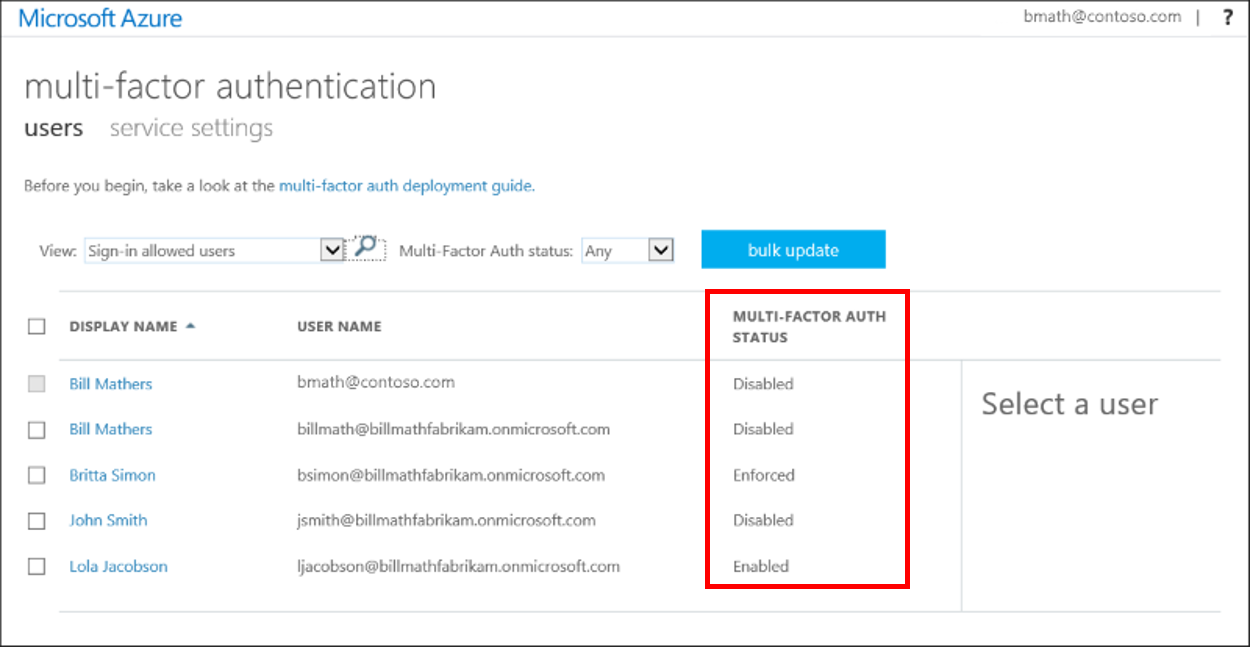 Microsoft Azure
bmath@contoso.com | ?
multi-factor authentication
users service settings
Before you begin, take a look at the multi-factor auth deployment guide.
View: Sign-in allowed users Multi-Factor Auth status: Any bulk update
DISPLAY NAME USER NAME MULTI-FACTOR AUTH
STATUS
Bill Mathers bmath@contoso.com Disabled
Select a user
Bill Mathers billmath@billmathfabrikam.onmicrosoft.com Disabled
Britta Simon bsimon@billmathfabrikam.onmicrosoft.com Enforced
John Smith jsmith@billmathfabrikam.onmicrosoft.com Disabled
Lola Jacobson ljacobson@billmathfabrikam.onmicrosoft.com Enabled